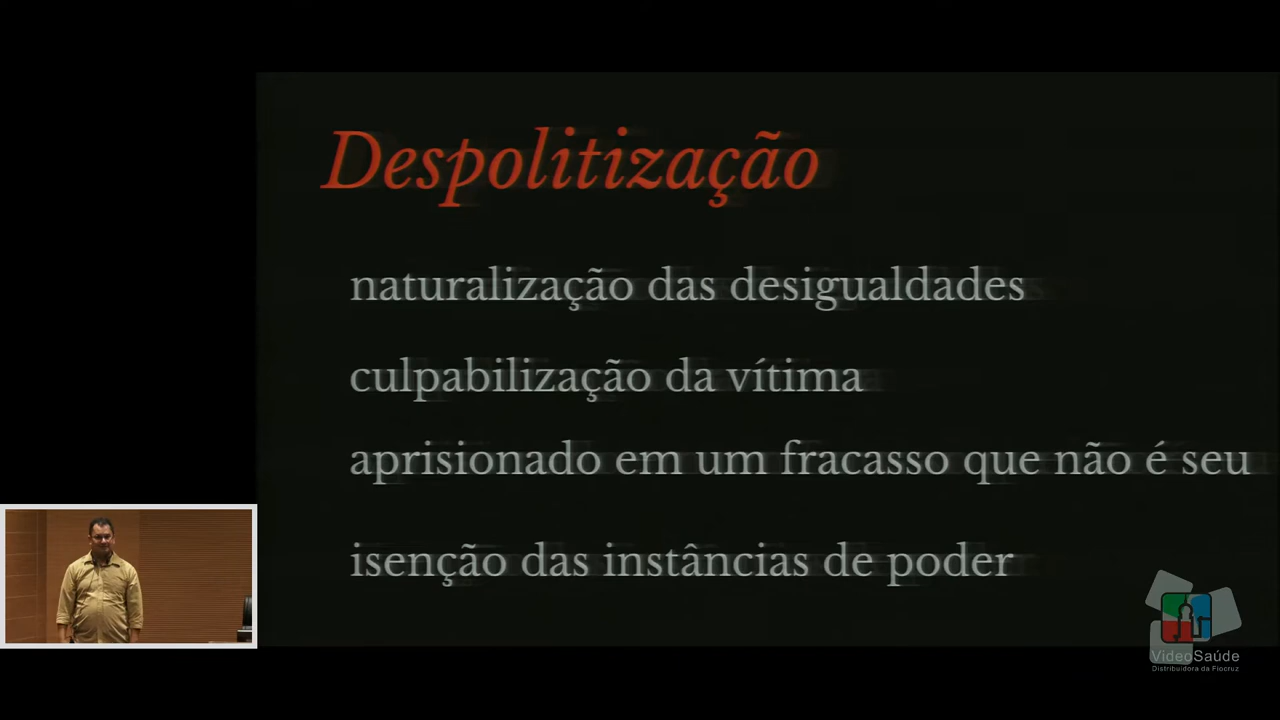 Despolitização
naturalização das desigualdades
culpabilização da vítima
aprisionado em um fracasso que não é seu
isenção das instâncias de poder
VideoSaúde
Distribuidora da Fiocruz